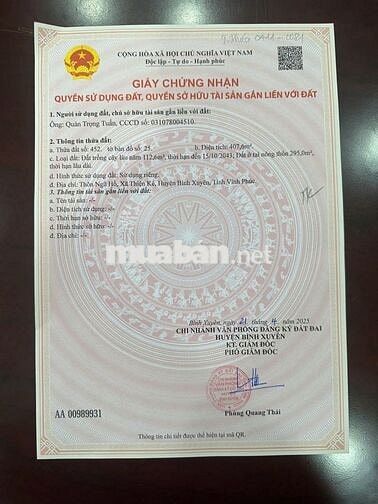 CỘNG HÒA XÃ HỘI CHỦ NGHĨA VIỆT NAM
Độc lập - Tự do - Hạnh phúc
GIẤY CHỨNG NHẬN
QUYỀN SỬ DỤNG ĐẤT, QUYỀN SỞ HỮU TÀI SẢN GẮN LIỀN VỚI ĐẤT
1. Người sử dụng đất, chủ sở hữu tài sản gắn liền với đất:
Ông: Quản Trọng Tuấn, CCCD số: 031078004510.
2. Thông tin thửa đất:
a. Thửa đất số: 452, tờ bản đồ số: 25. b. Diện tích: 407,6m².
c. Loại đất: Đất trồng cây lâu năm 112,6m², thời hạn đến 15/10/2043; Đất ở tại nông thôn 295,0m², thời hạn lâu dài.
d. Hình thức sử dụng: Sử dụng riêng.
đ. Địa chỉ: Thôn Ngũ Hồ, Xã Thiện Kế, Huyện Bình Xuyên, Tỉnh Vĩnh Phúc.
3. Thông tin tài sản gắn liền với đất:
a. Tên tài sản: -/-
b. Diện tích sử dụng: -/-
c. Thời hạn sở hữu: -/-
d. Hình thức sở hữu: -/-
đ. Địa chỉ: -/-
muaban.net
Bình Xuyên, ngày 21 tháng 4 năm 2025
CHI NHÁNH VĂN PHÒNG ĐĂNG KÝ ĐẤT ĐAI
HUYỆN BÌNH XUYÊN
KT. GIÁM ĐỐC
PHÓ GIÁM ĐỐC
AA 00989931
Phùng Quang Thái
Thông tin chi tiết được thể hiện tại mã QR.